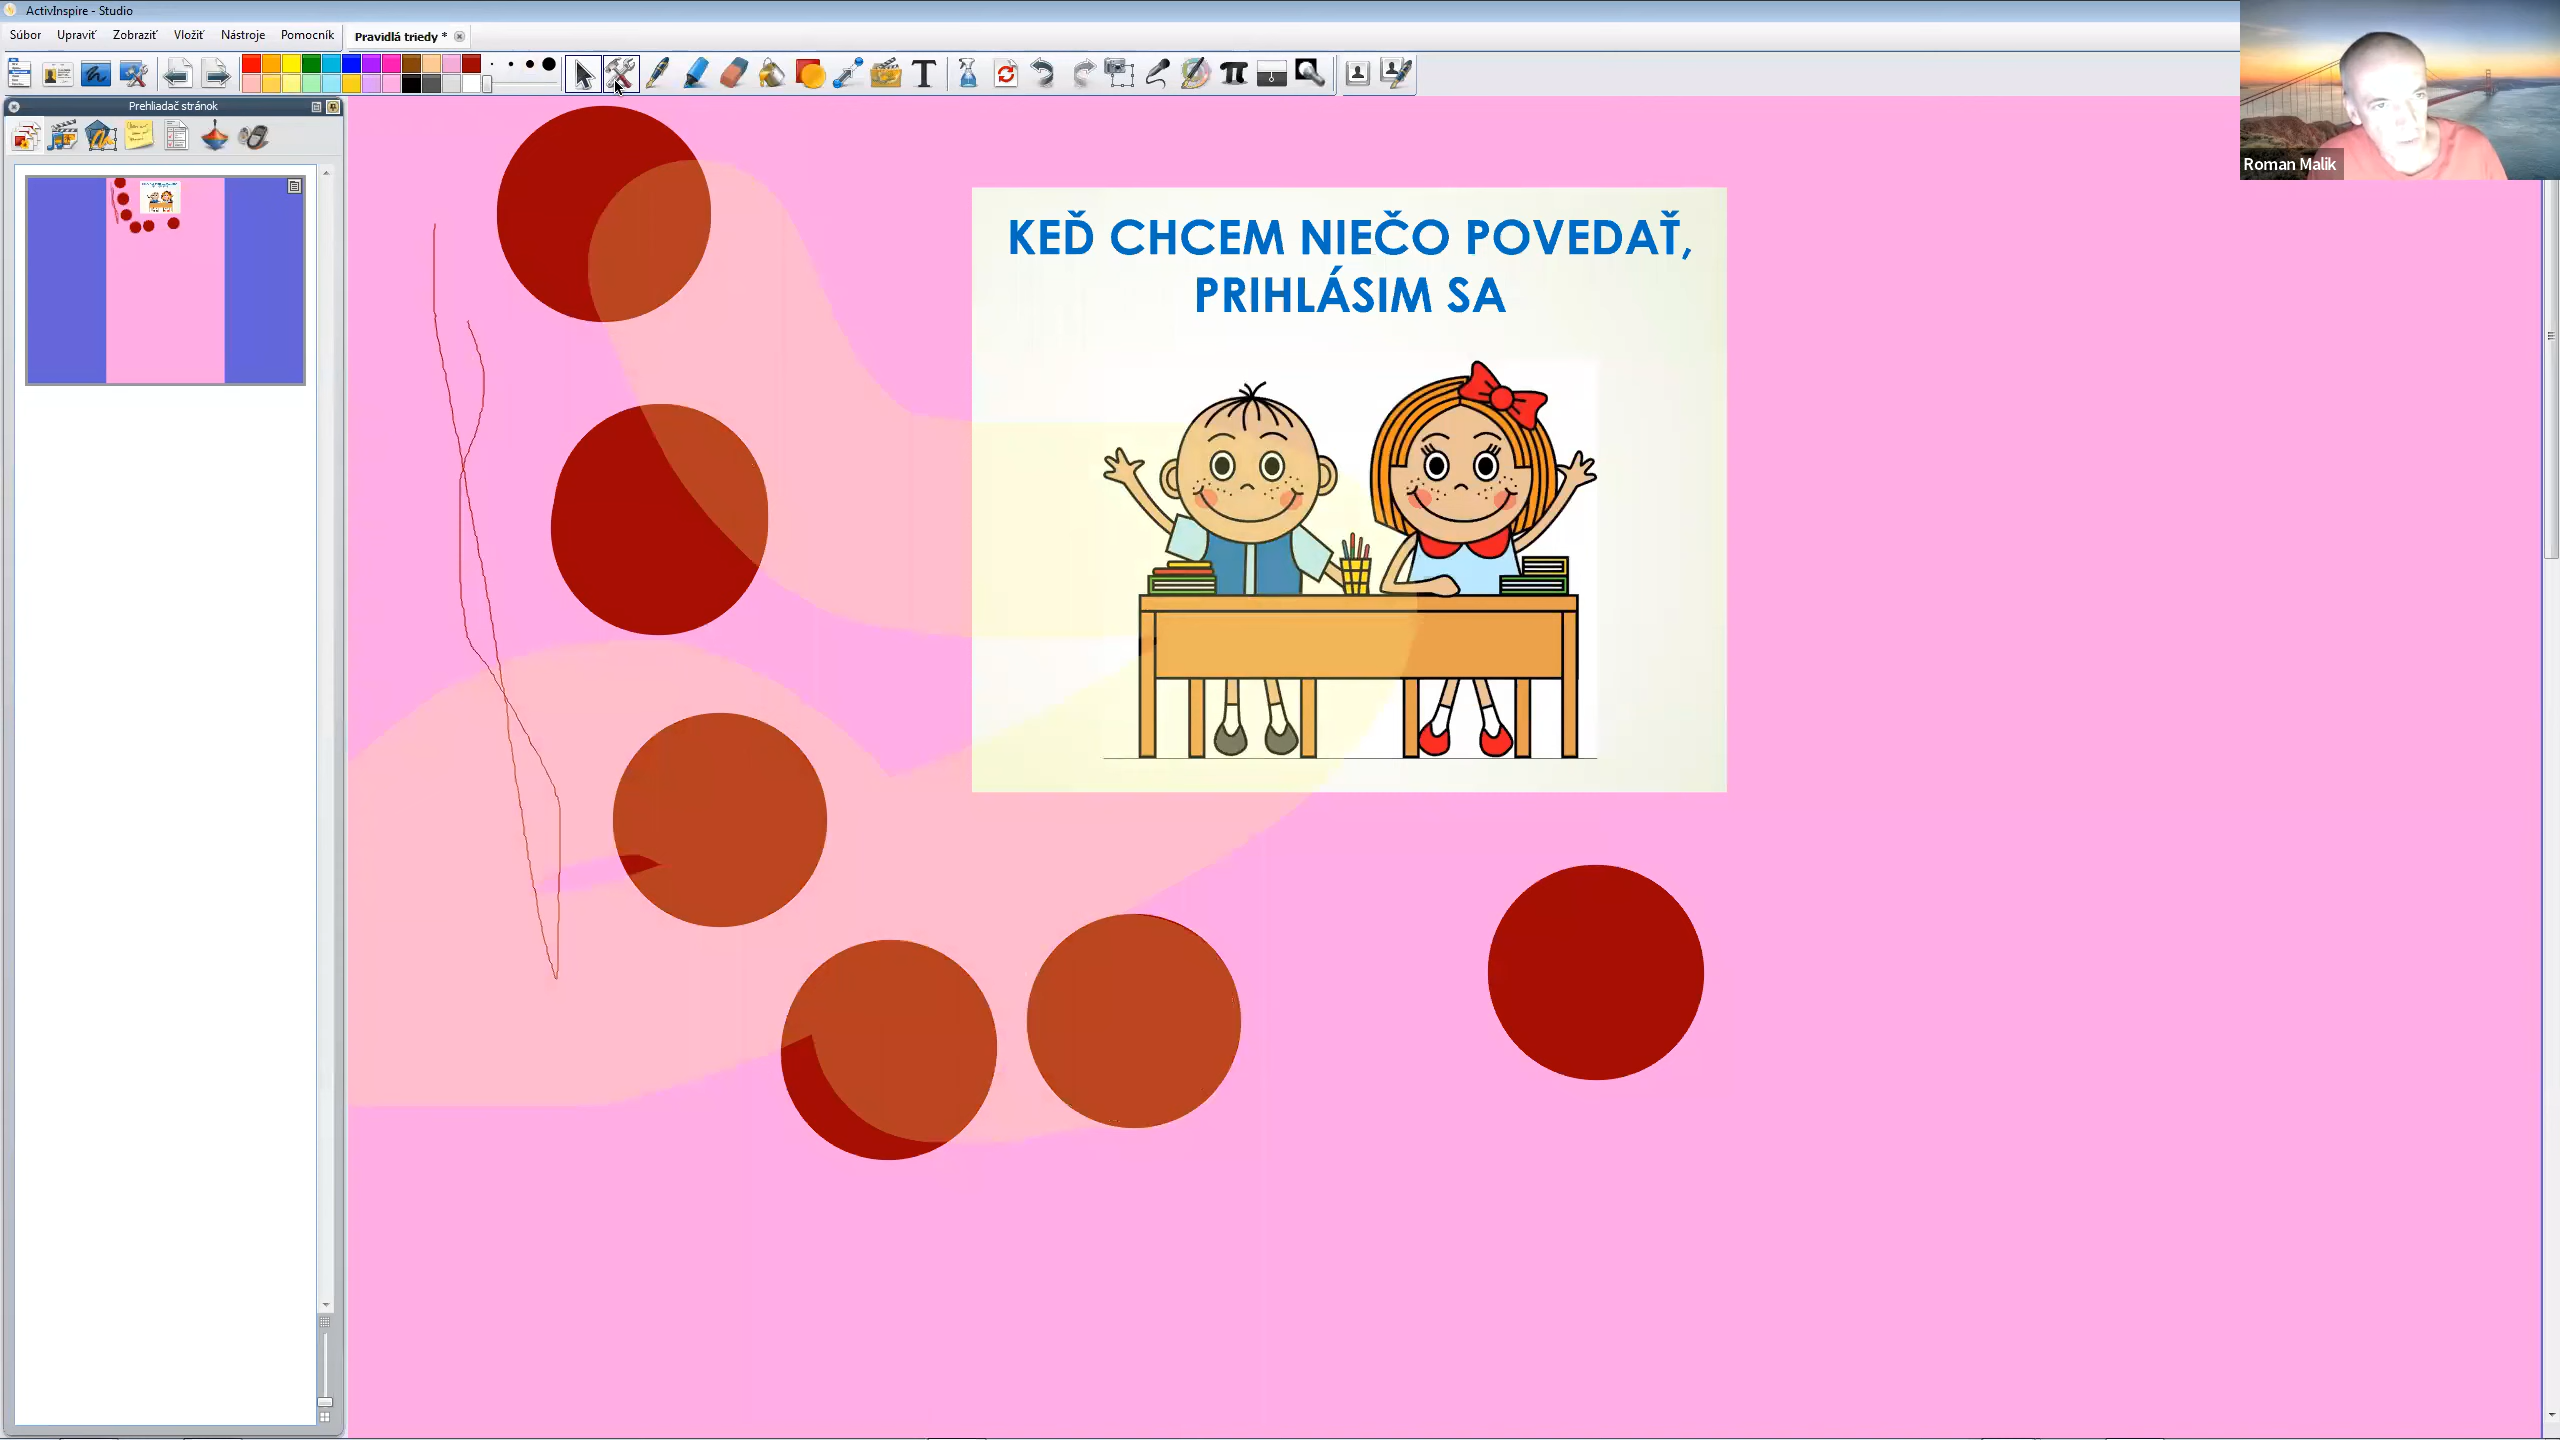 ActivInspire - Studio
Súbor Upraviť Zobraziť Vložiť Nástroje Pomocník
Pravidlá triedy *
T π
Prehliadač stránok
Roman Malik
KEĎ CHCEM NIEČO POVEDAŤ,
PRIHLÁSIM SA